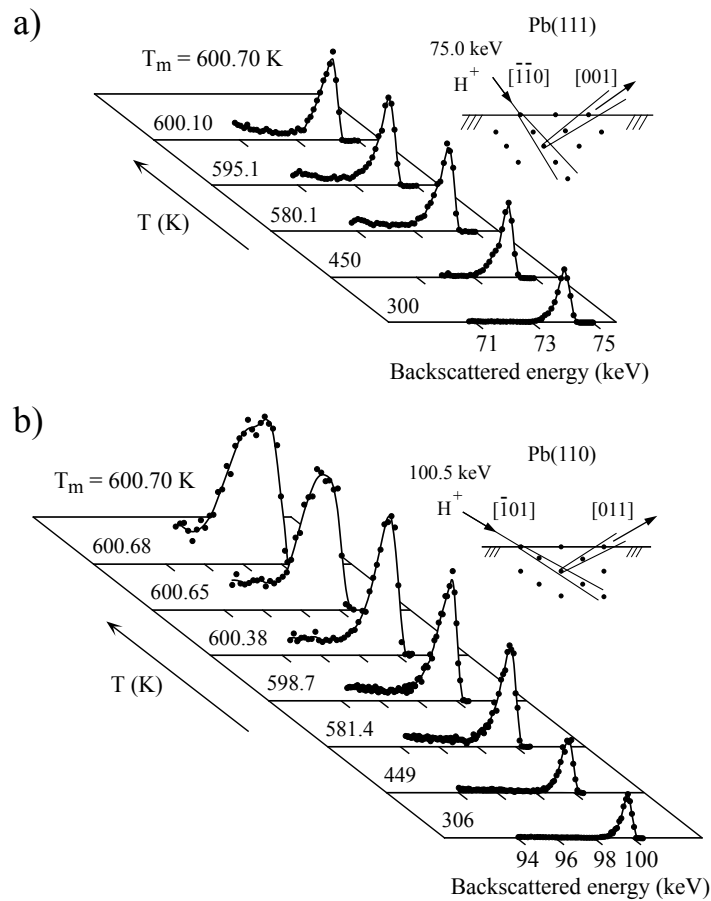 a)
Pb(111)
T_m = 600.70 K
75.0 keV
H⁺
[1̄1̄0]
[001]
600.10
595.1
580.1
450
300
T (K)
71 73 75
Backscattered energy (keV)
b)
Pb(110)
T_m = 600.70 K
100.5 keV
H⁺
[1̄01]
[011]
600.68
600.65
600.38
598.7
581.4
449
306
T (K)
94 96 98 100
Backscattered energy (keV)